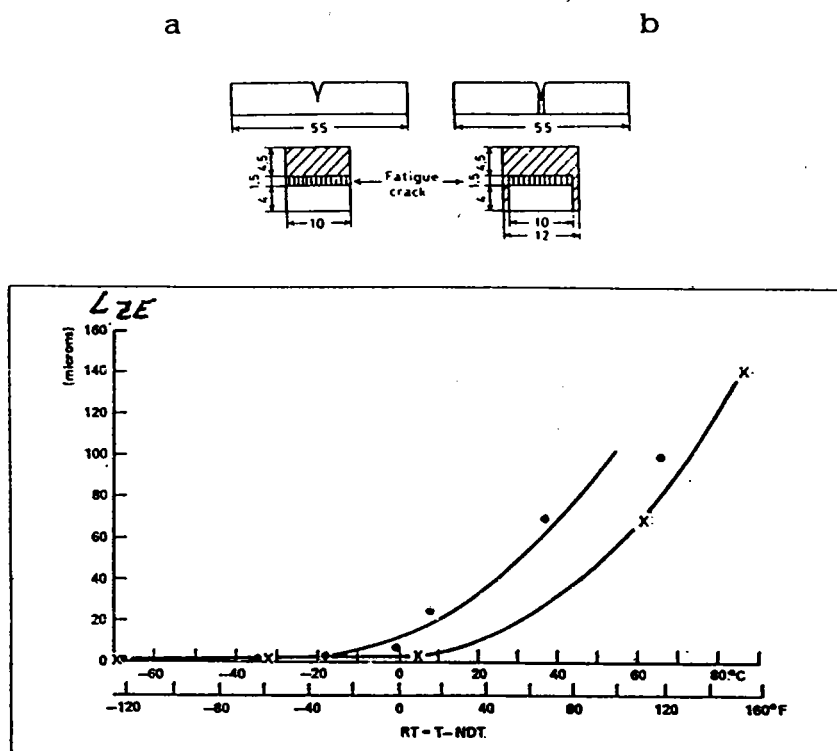 a b
55 55
4.5 4.5
1.5 Fatigue 1.5
4 crack 4
10 10
12
LZE
(microns)
160
140
120
100
80
60
40
20
0
-60 -40 -20 0 20 40 60 80°C
-120 -80 -40 0 40 80 120 160°F
RT = T-NDT.